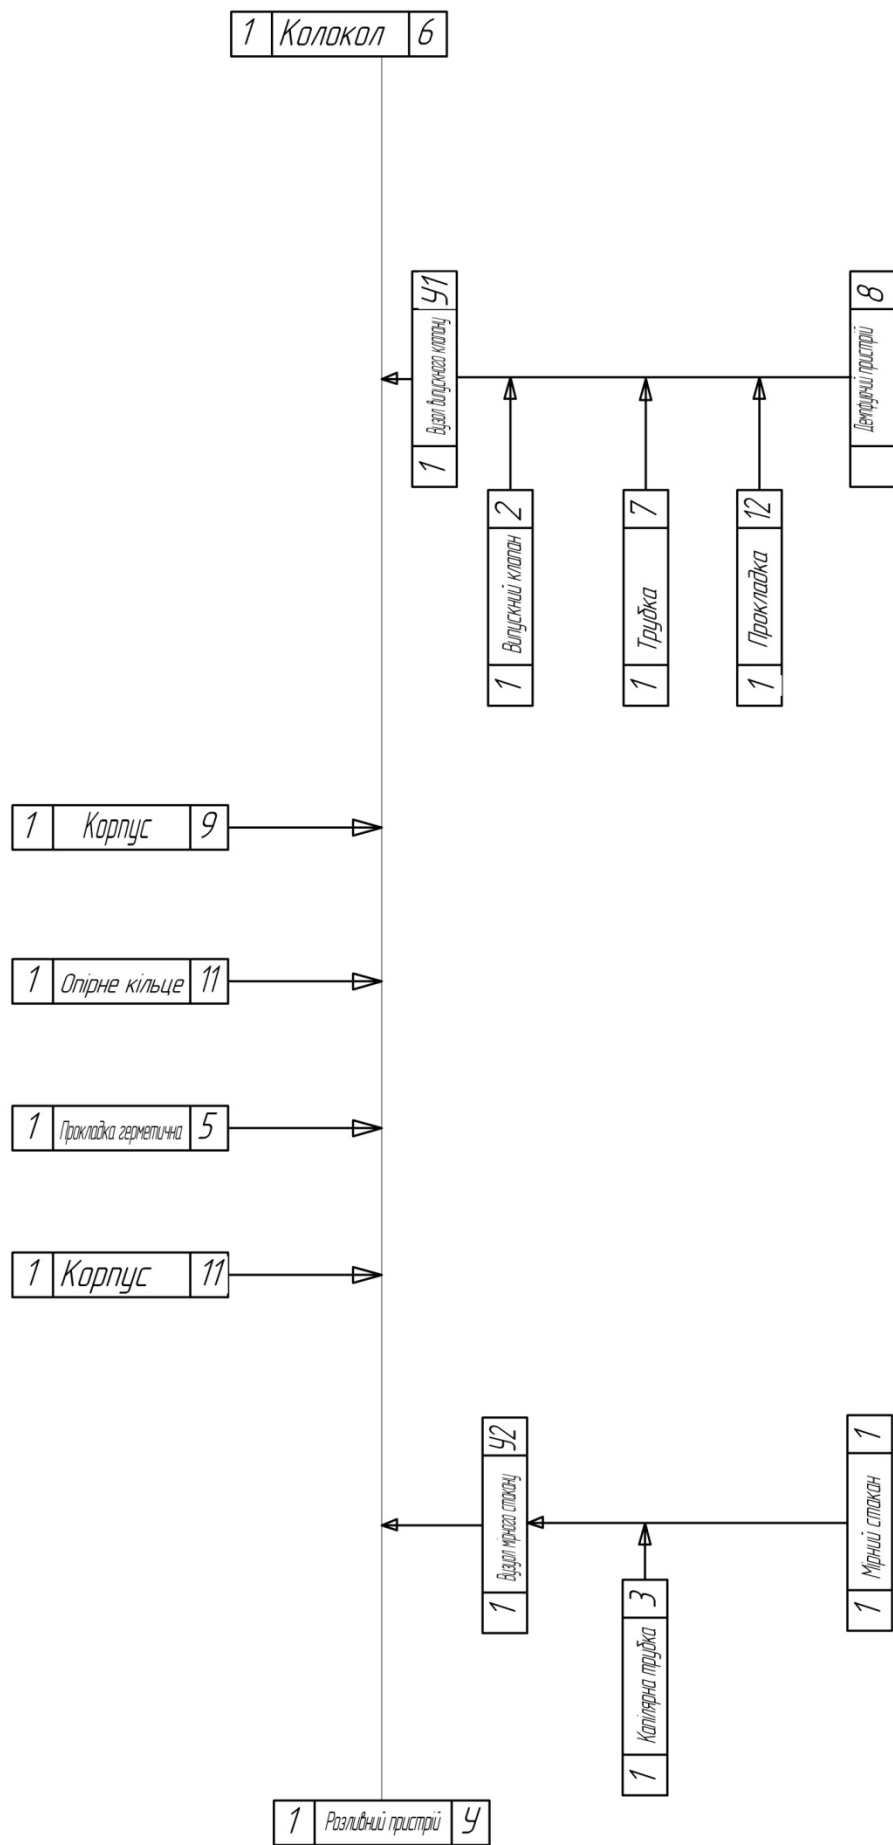 1 Колокол 6
1 Вузол випускного клапану У1
8 Демпфуючий пристрій
1 Випускний клапан 2
1 Трубка 7
1 Прокладка 12
1 Корпус 9
1 Опірне кільце 11
1 Прокладка герметична 5
1 Корпус 11
1 Вузол мірного стакану У2
1 Мірний стакан 1
1 Капілярна трубка 3
1 Розливний пристрій У